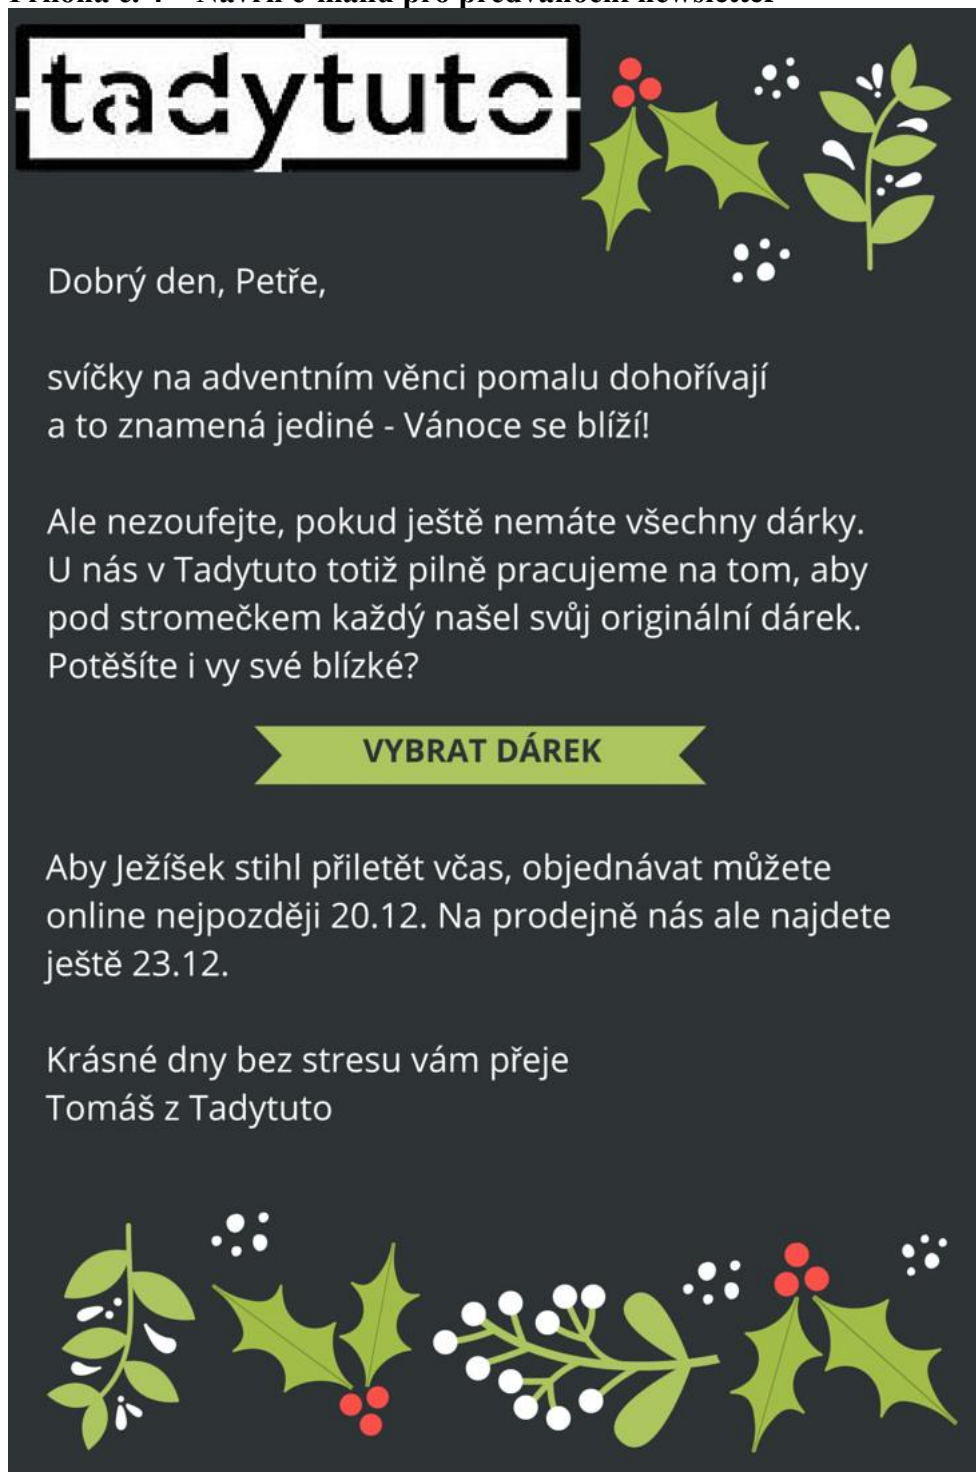 tadytuto
Dobrý den, Petře,
svíčky na adventním věnci pomalu dohořívají
a to znamená jediné - Vánoce se blíží!
Ale nezoufejte, pokud ještě nemáte všechny dárky.
U nás v Tadytuto totiž pilně pracujeme na tom, aby
pod stromečkem každý našel svůj originální dárek.
Potěšíte i vy své blízké?
VYBRAT DÁREK
Aby Ježíšek stihl přiletět včas, objednávat můžete
online nejpozději 20.12. Na prodejně nás ale najdete
ještě 23.12.
Krásné dny bez stresu vám přeje
Tomáš z Tadytuto